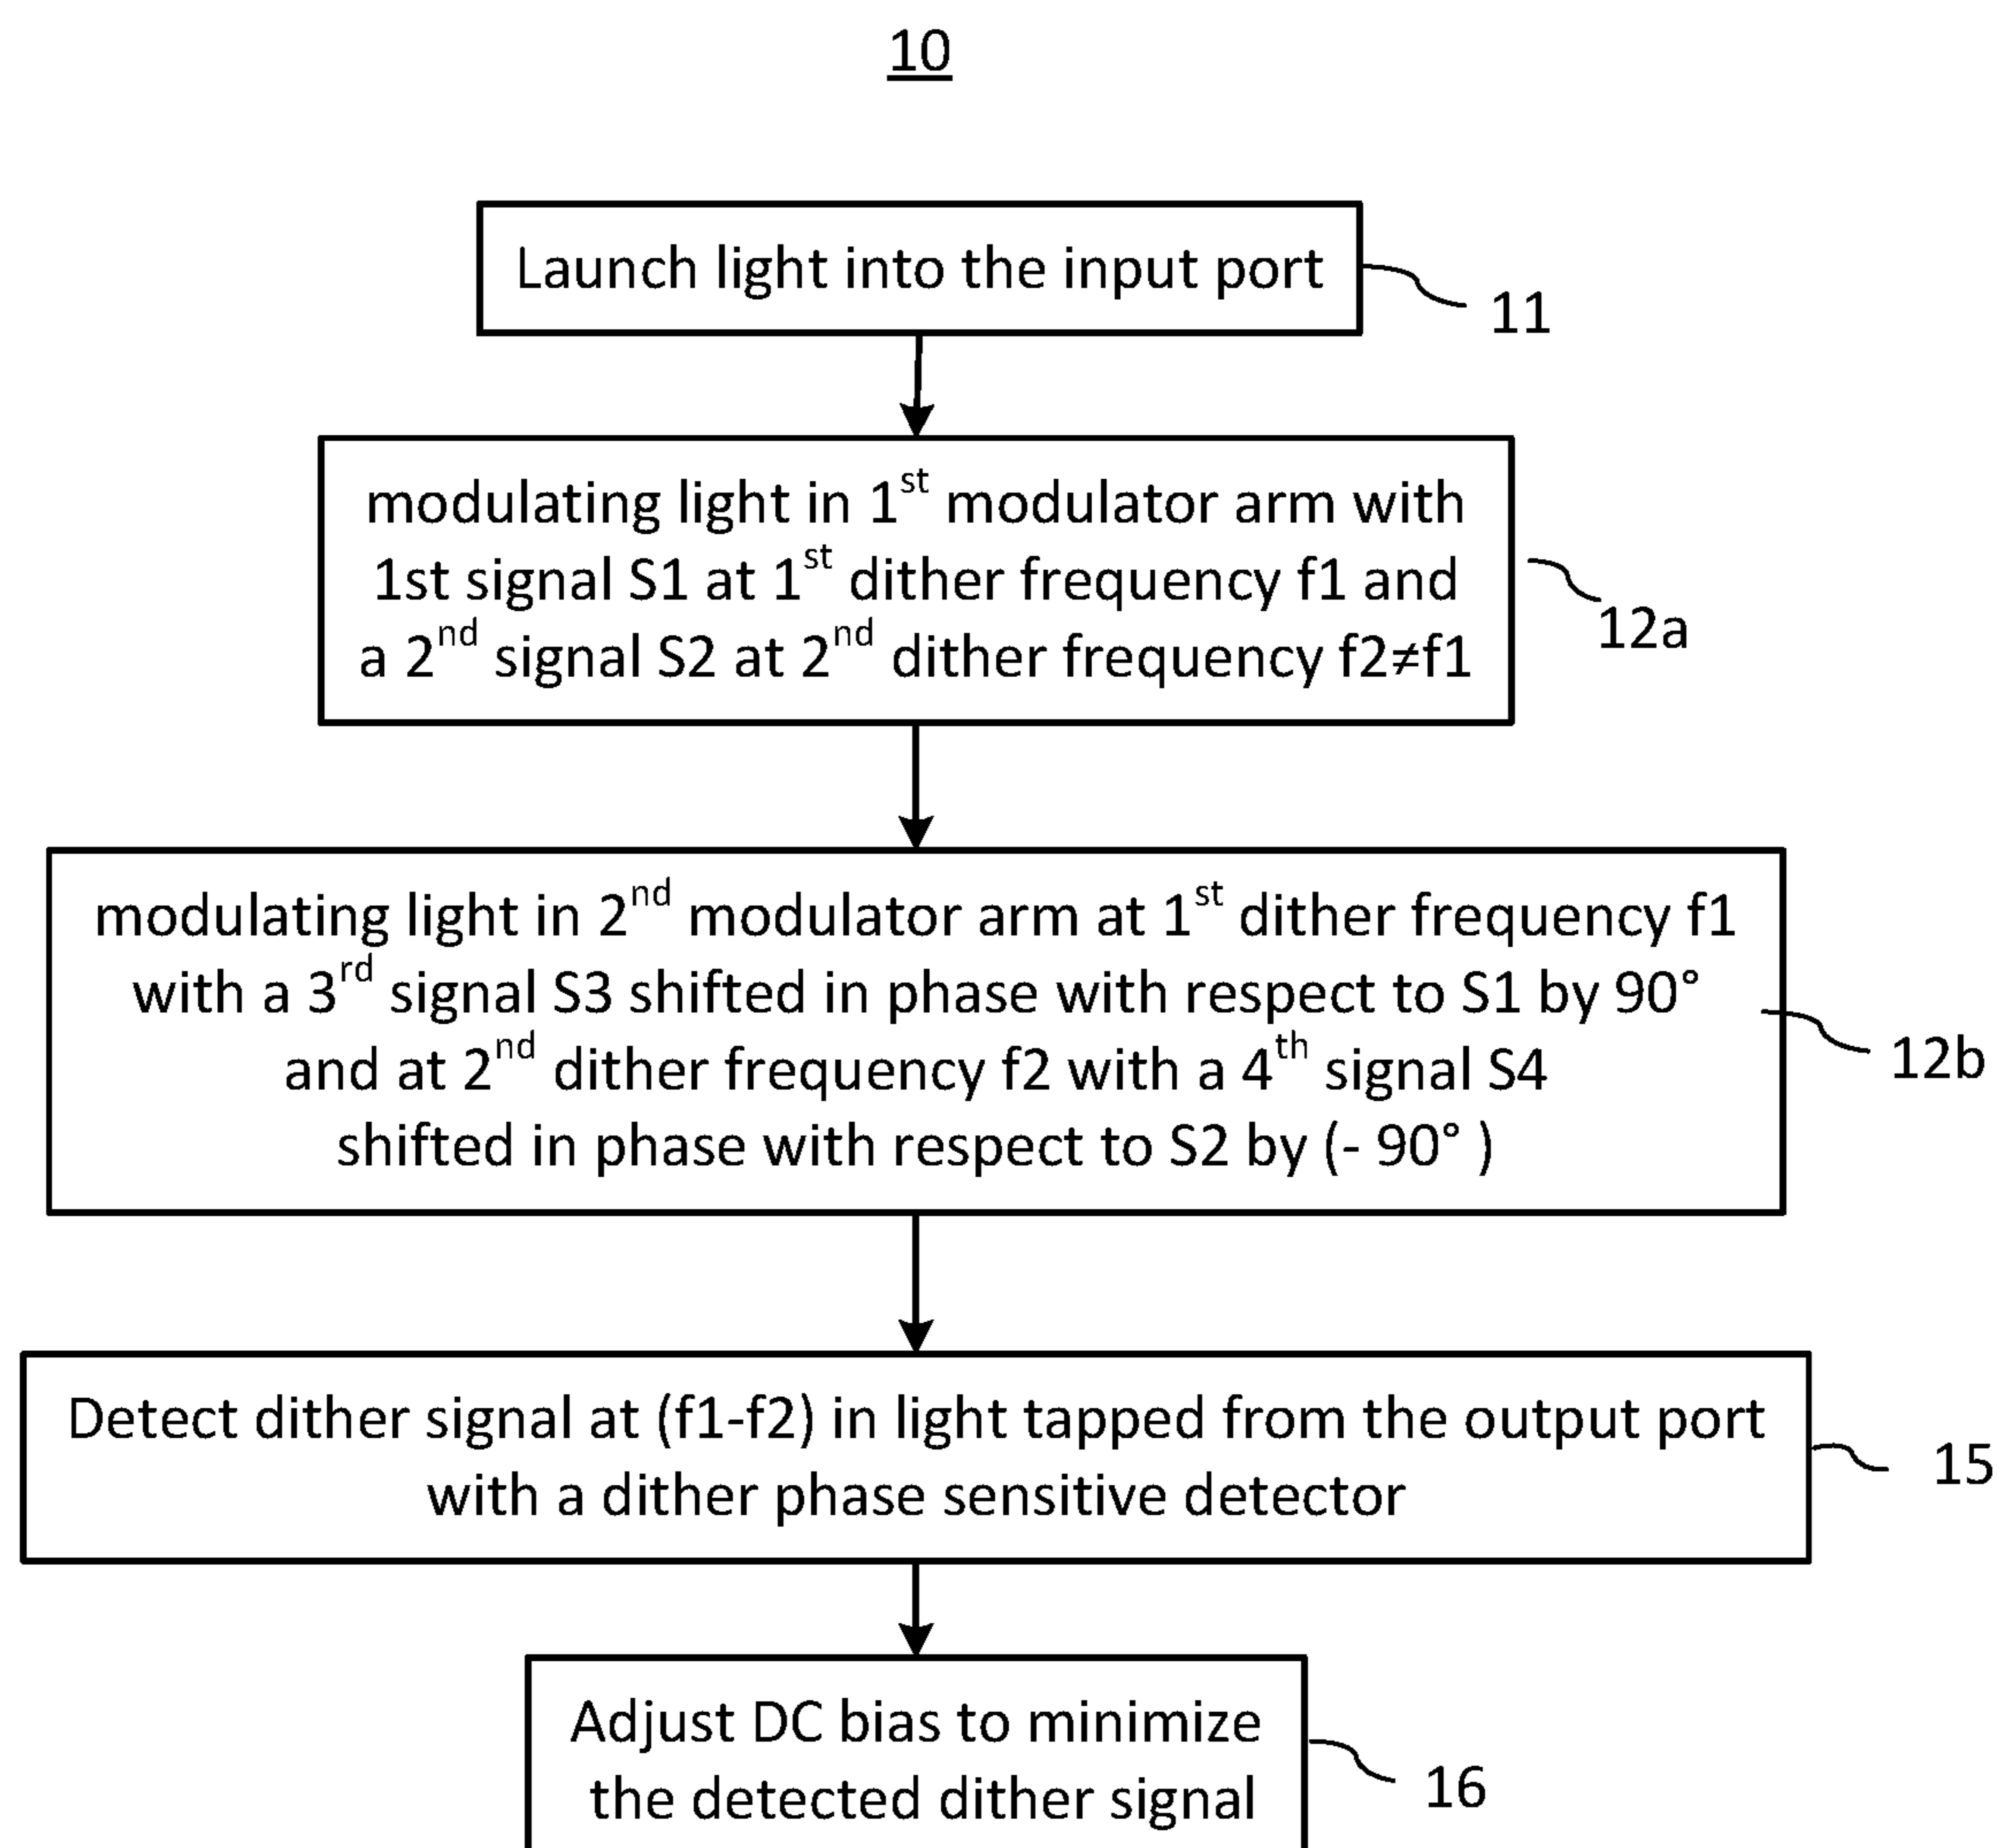 10
Launch light into the input port
11
modulating light in 1st modulator arm with
1st signal S1 at 1st dither frequency f1 and
a 2nd signal S2 at 2nd dither frequency f2≠f1
12a
modulating light in 2nd modulator arm at 1st dither frequency f1
with a 3rd signal S3 shifted in phase with respect to S1 by 90°
and at 2nd dither frequency f2 with a 4th signal S4
shifted in phase with respect to S2 by (- 90° )
12b
Detect dither signal at (f1-f2) in light tapped from the output port
with a dither phase sensitive detector
15
Adjust DC bias to minimize
the detected dither signal
16